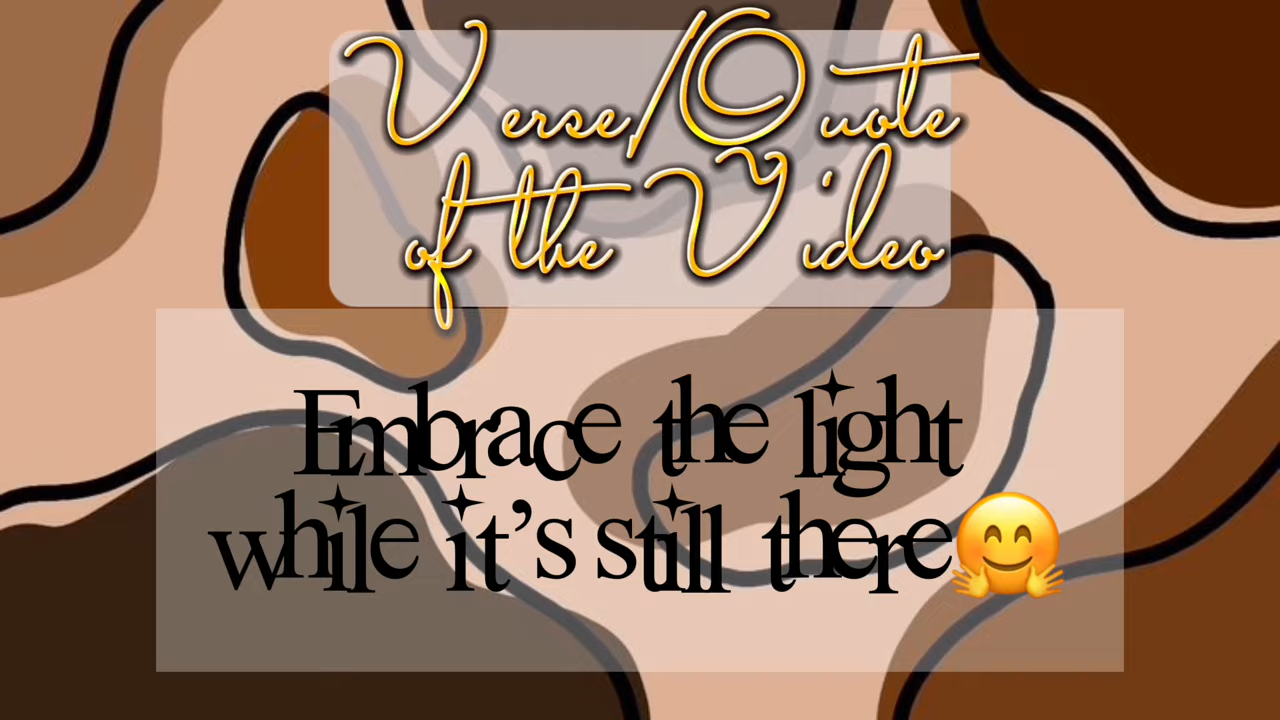 Verse/Quote
of the Video
Embrace the light
while it’s still there🤗